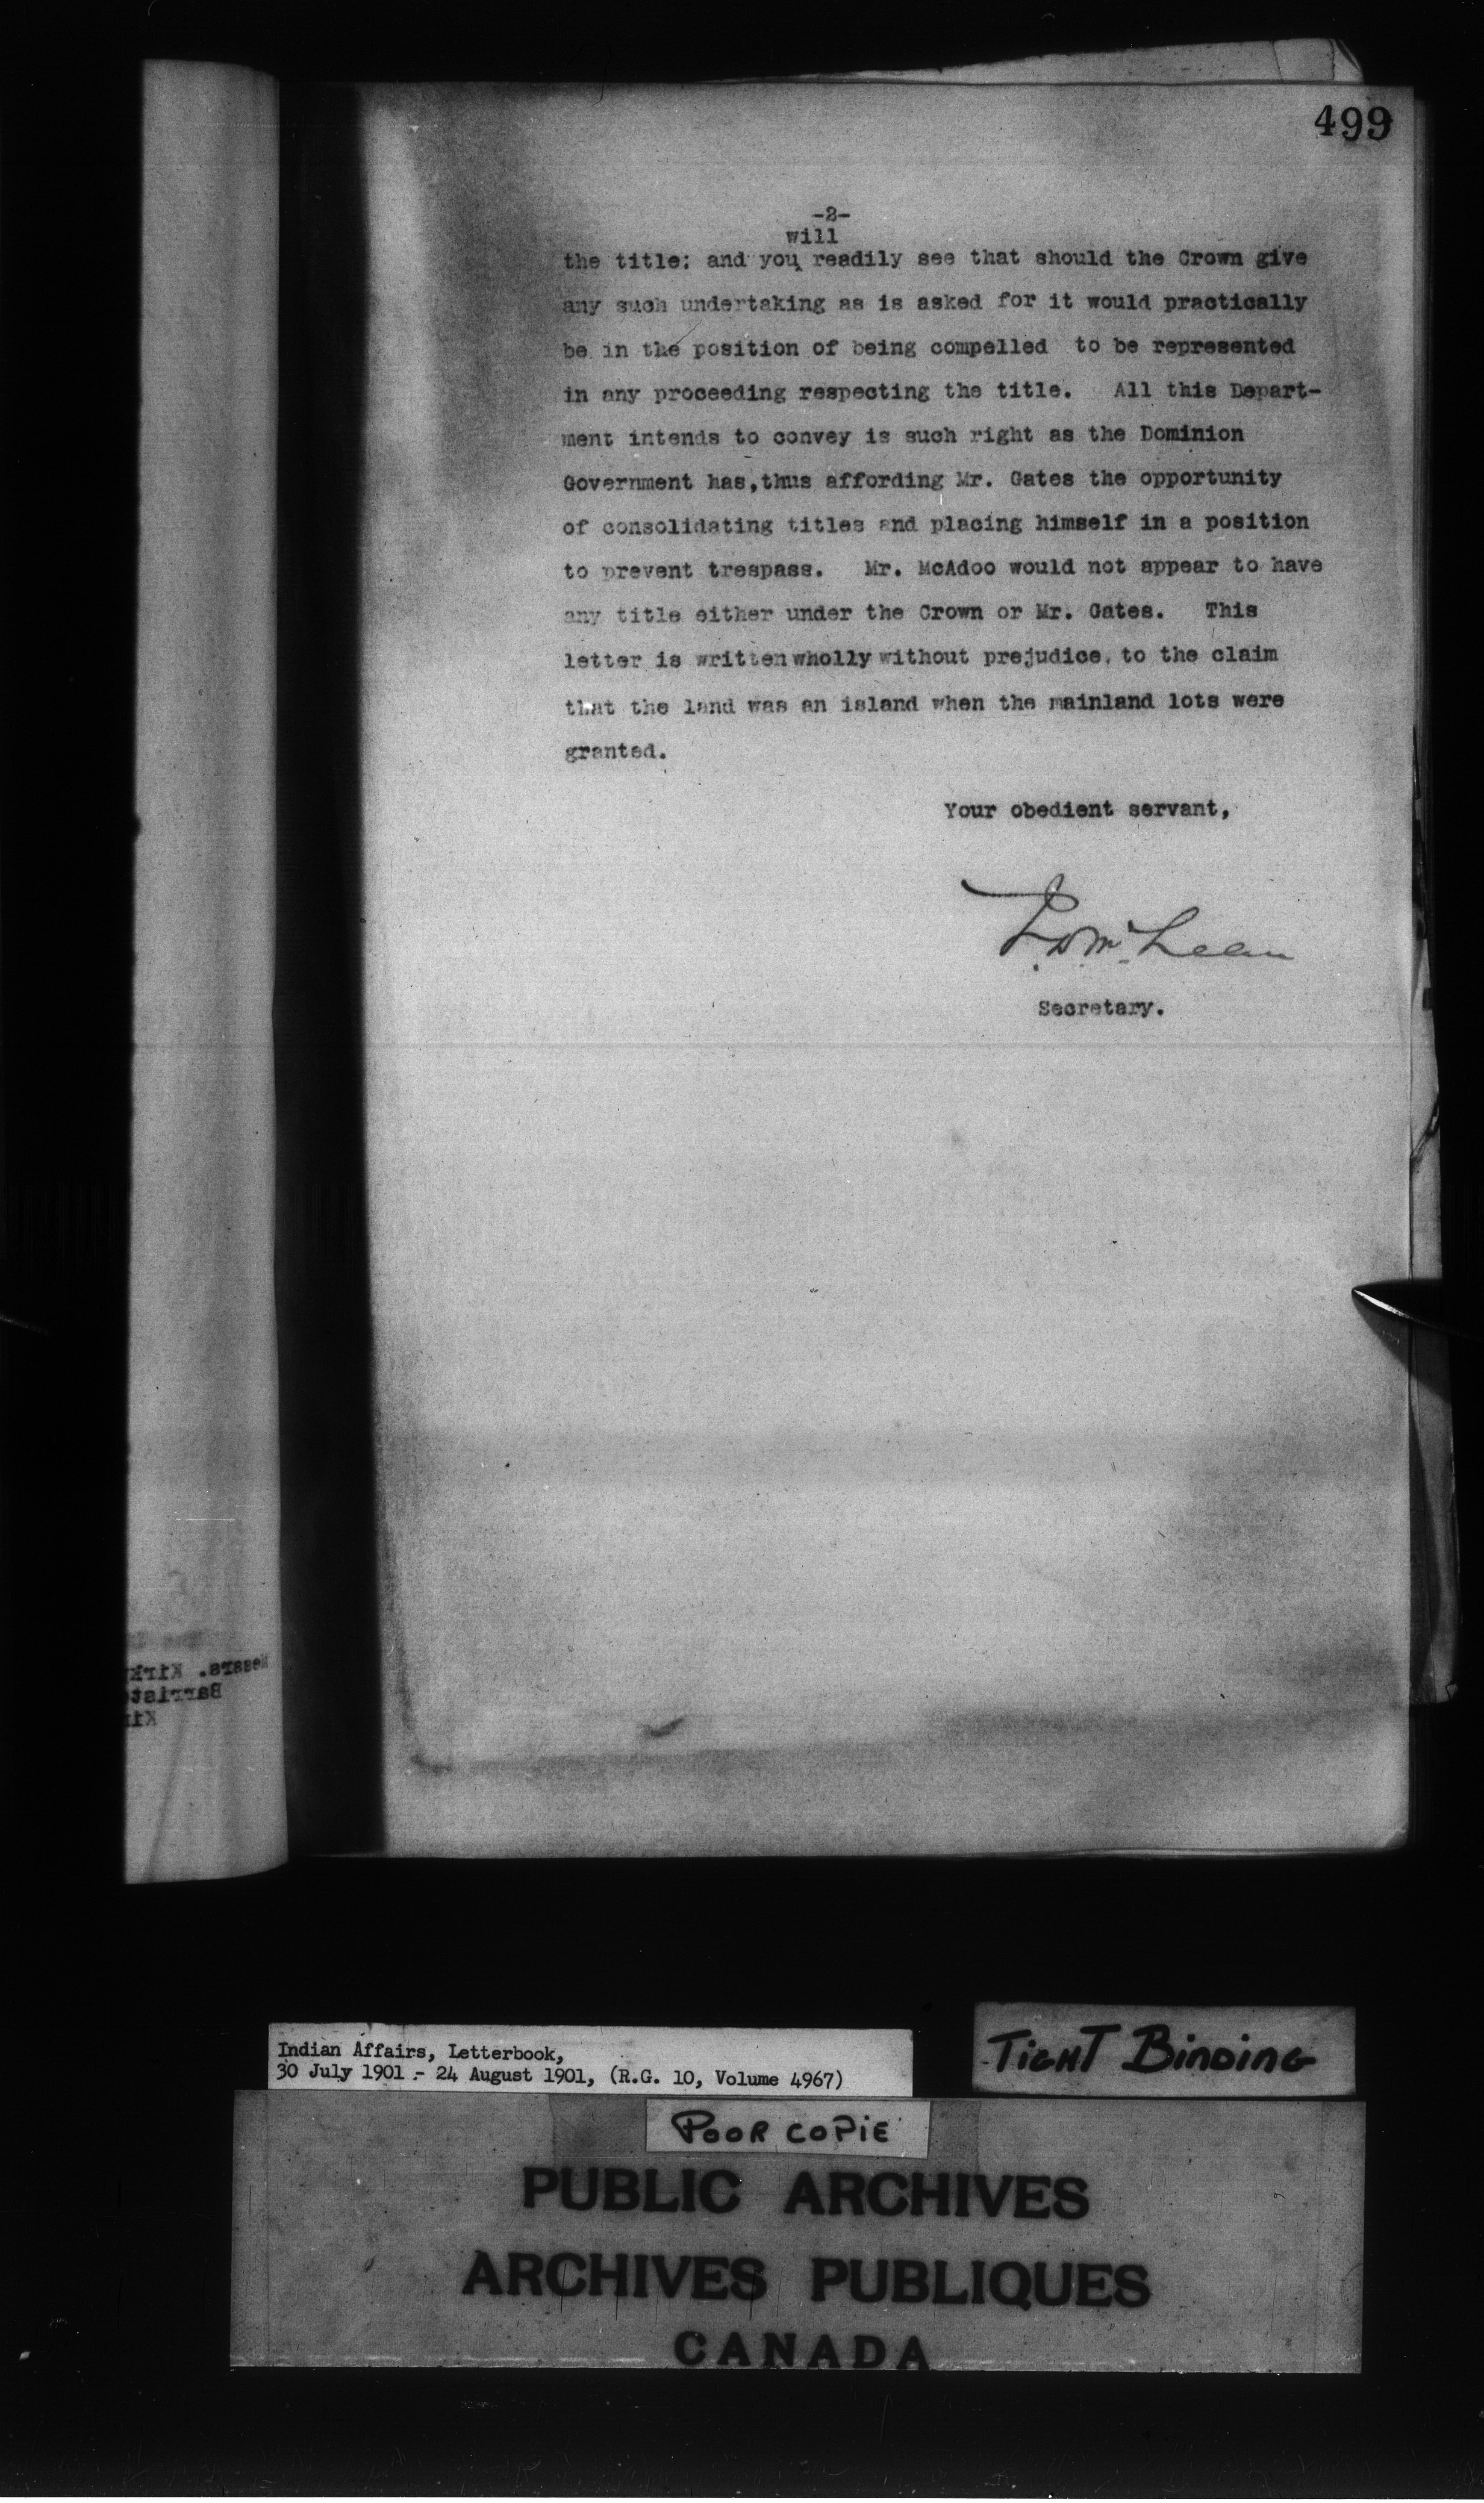 499
-2-
will
the title; and you readily see that should the Crown give
any such undertaking as is asked for it would practically
be in the position of being compelled to be represented
in any proceeding respecting the title. All this Depart-
ment intends to convey is such right as the Dominion
Government has, thus affording Mr. Gates the opportunity
of consolidating titles and placing himself in a position
to prevent trespass. Mr. McAdoo would not appear to have
any title either under the Crown or Mr. Gates. This
letter is written wholly without prejudice, to the claim
that the land was an island when the mainland lots were
granted.
Your obedient servant,
J.D. McLean
Secretary.
Messrs. Kirk
Barriste
Ki
Indian Affairs, Letterbook,
30 July 1901 - 24 August 1901, (R.G. 10, Volume 4967)
TIGHT BINDING
POOR COPIE
PUBLIC ARCHIVES
ARCHIVES PUBLIQUES
CANADA